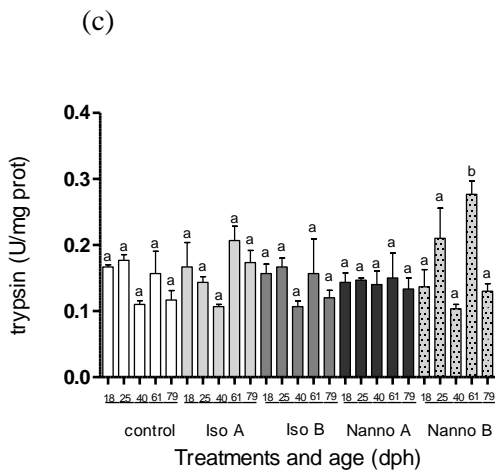 (c)
trypsin (U/mg prot)
0.4
0.3
0.2
0.1
0.0
a a a a a a a a a a a a a a a a a a a a a a a b a
18 25 40 61 79 18 25 40 61 79 18 25 40 61 79 18 25 40 61 79 18 25 40 61 79
control Iso A Iso B Nanno A Nanno B
Treatments and age (dph)